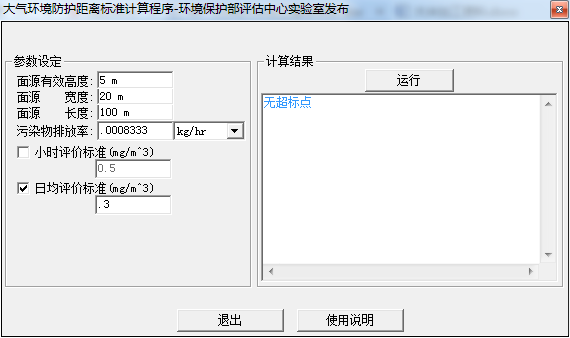 大气环境防护距离标准计算程序-环境保护部评估中心实验室发布
参数设定
面源有效高度: 5 m
面源 宽度: 20 m
面源 长度: 100 m
污染物排放率: .0008333 kg/hr
小时评价标准(mg/m^3)
0.5
日均评价标准(mg/m^3)
.3
计算结果
运行
无超标点
退出
使用说明